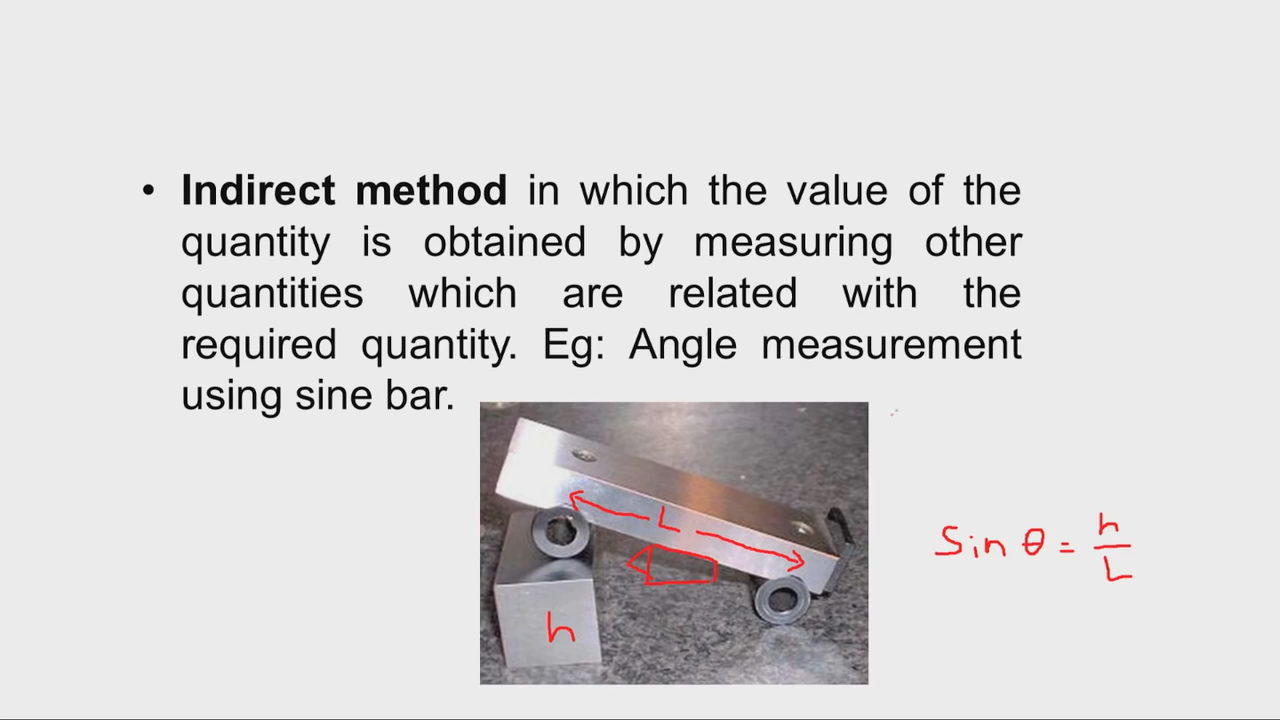 • Indirect method in which the value of the
quantity is obtained by measuring other
quantities which are related with the
required quantity. Eg: Angle measurement
using sine bar.
L
h
Sin θ = h/L